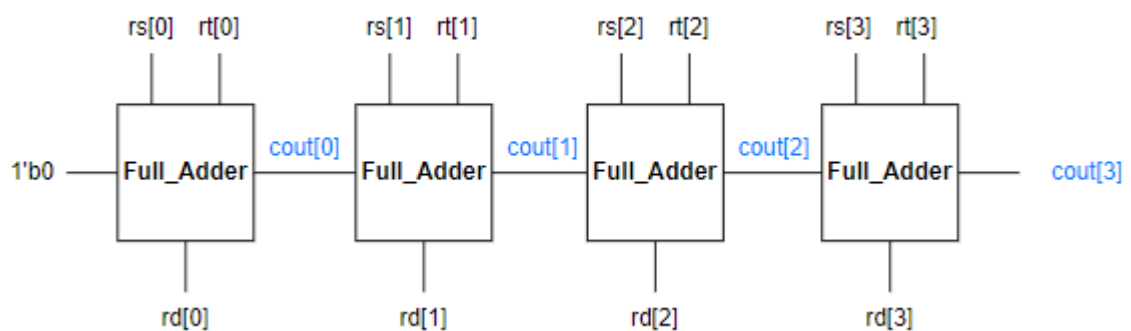 rs[0] rt[0] rs[1] rt[1] rs[2] rt[2] rs[3] rt[3]
cout[0] cout[1] cout[2]
1'b0 Full_Adder Full_Adder Full_Adder Full_Adder cout[3]
rd[0] rd[1] rd[2] rd[3]